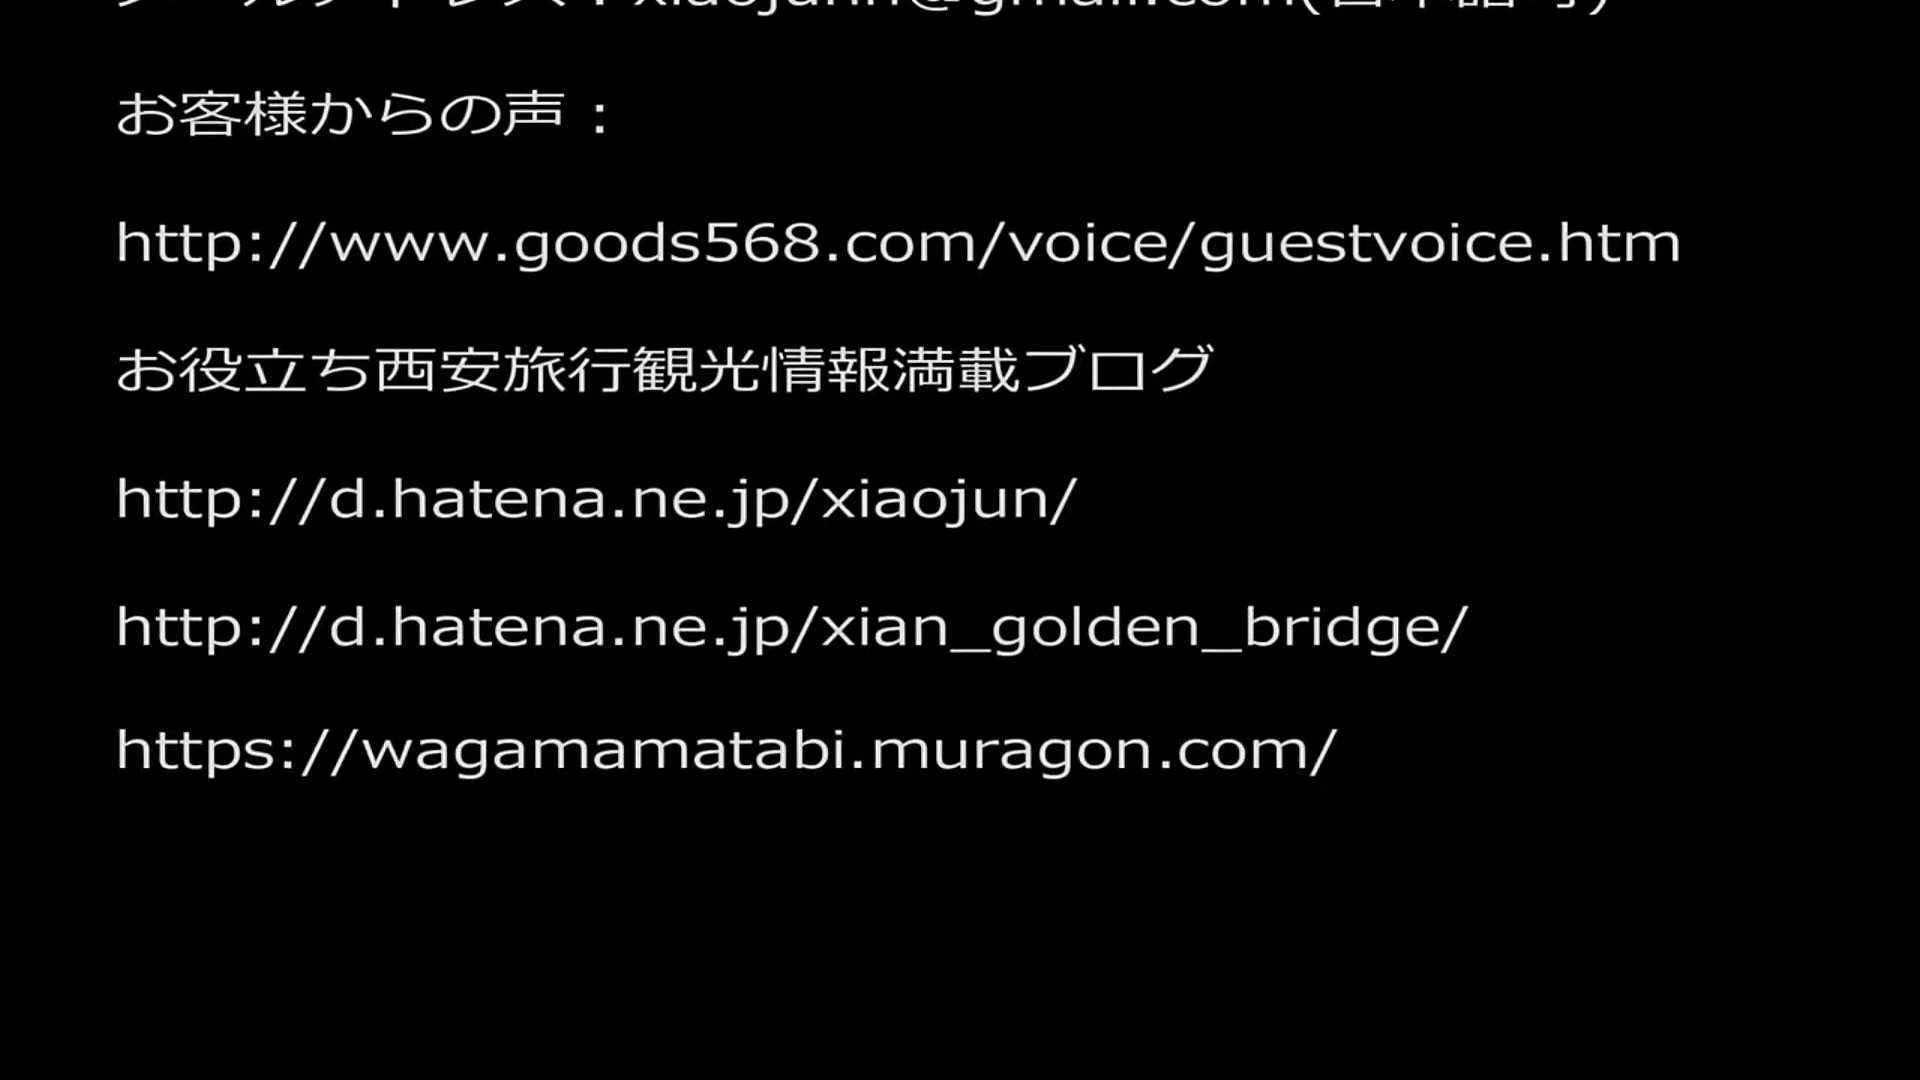 お客様からの声：
http://www.goods568.com/voice/guestvoice.htm
お役立ち西安旅行観光情報満載ブログ
http://d.hatena.ne.jp/xiaojun/
http://d.hatena.ne.jp/xian_golden_bridge/
https://wagamamatabi.muragon.com/